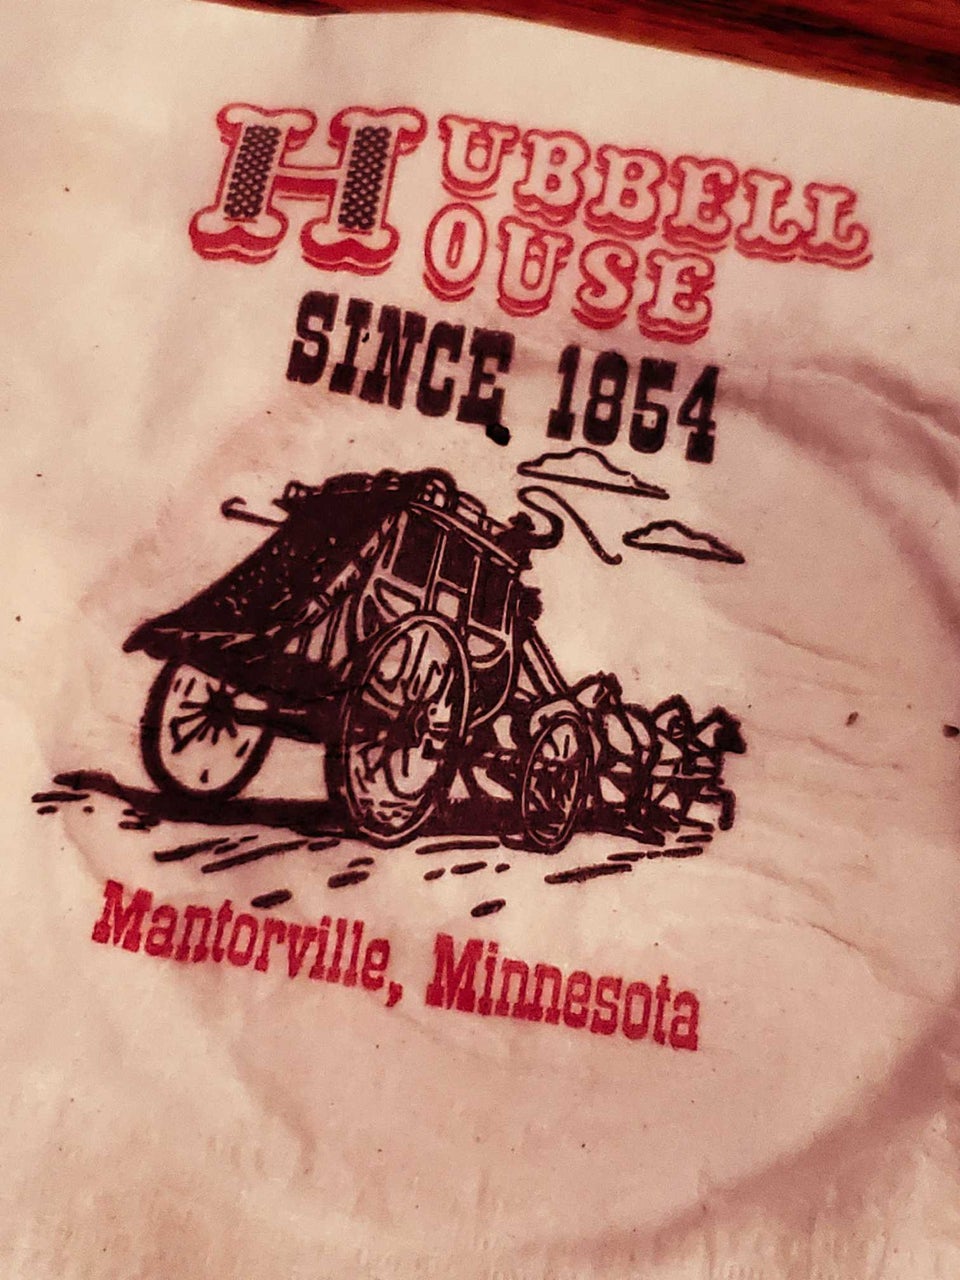 HUBBELL
HOUSE
SINCE 1854
Mantorville, Minnesota